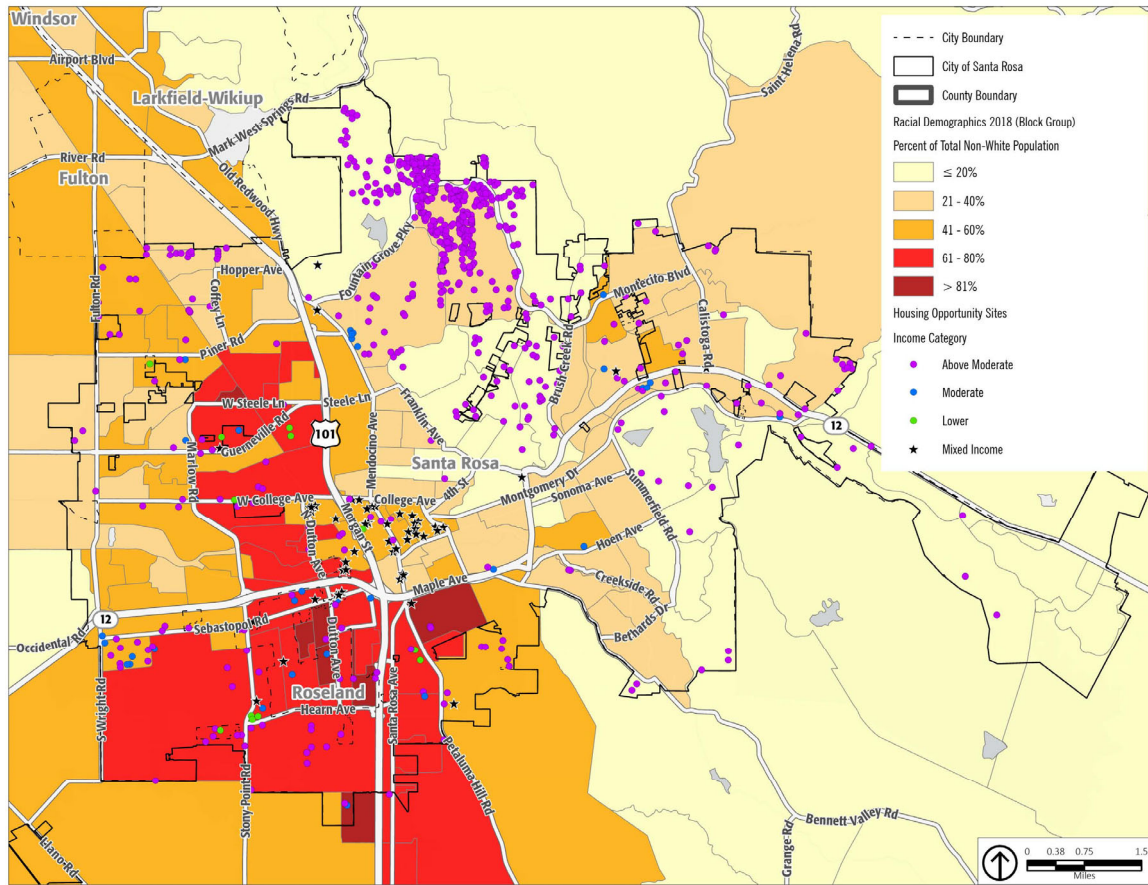 Windsor
Airport Blvd
Larkfield-Wikiup
Mark West Springs Rd
River Rd
Fulton
Old Redwood Hwy
Saint Helena Rd
Fountain Grove Pky
Hopper Ave
Fulton Rd
Coffey Ln
Piner Rd
Montecito Blvd
Calistoga Rd
Brush Creek Rd
W Steele Ln
Steele Ln
Franklin Ave
Guerneville Rd
101
Mendocino Ave
12
Marlow Rd
Santa Rosa
4th St
Montgomery Dr
Sonoma Ave
Summerfield Rd
W College Ave
College Ave
N Dutton Ave
Morgan St
Hoen Ave
Maple Ave
Creekside Rd
Bethards Dr
12
Occidental Rd
Sebastopol Rd
Dutton Ave
Roseland
Hearn Ave
Santa Rosa Ave
S Wright Rd
Stony Point Rd
Petaluma Hill Rd
Llano Rd
Grange Rd
Bennett Valley Rd
City Boundary
City of Santa Rosa
County Boundary
Racial Demographics 2018 (Block Group)
Percent of Total Non-White Population
≤ 20%
21 - 40%
41 - 60%
61 - 80%
> 81%
Housing Opportunity Sites
Income Category
Above Moderate
Moderate
Lower
Mixed Income
0 0.38 0.75 1.5
Miles